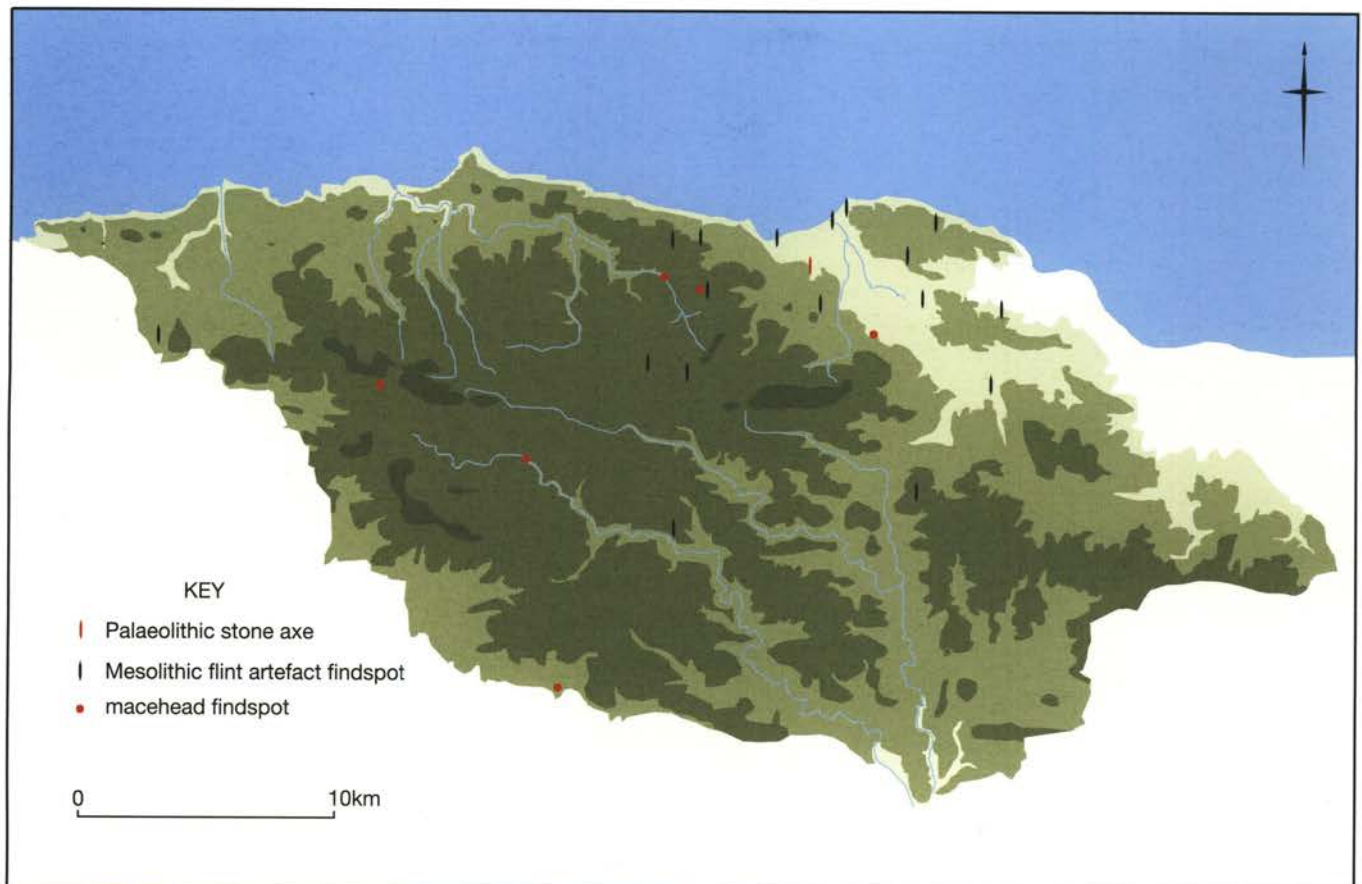 KEY
Palaeolithic stone axe
Mesolithic flint artefact findspot
macehead findspot
0 10km